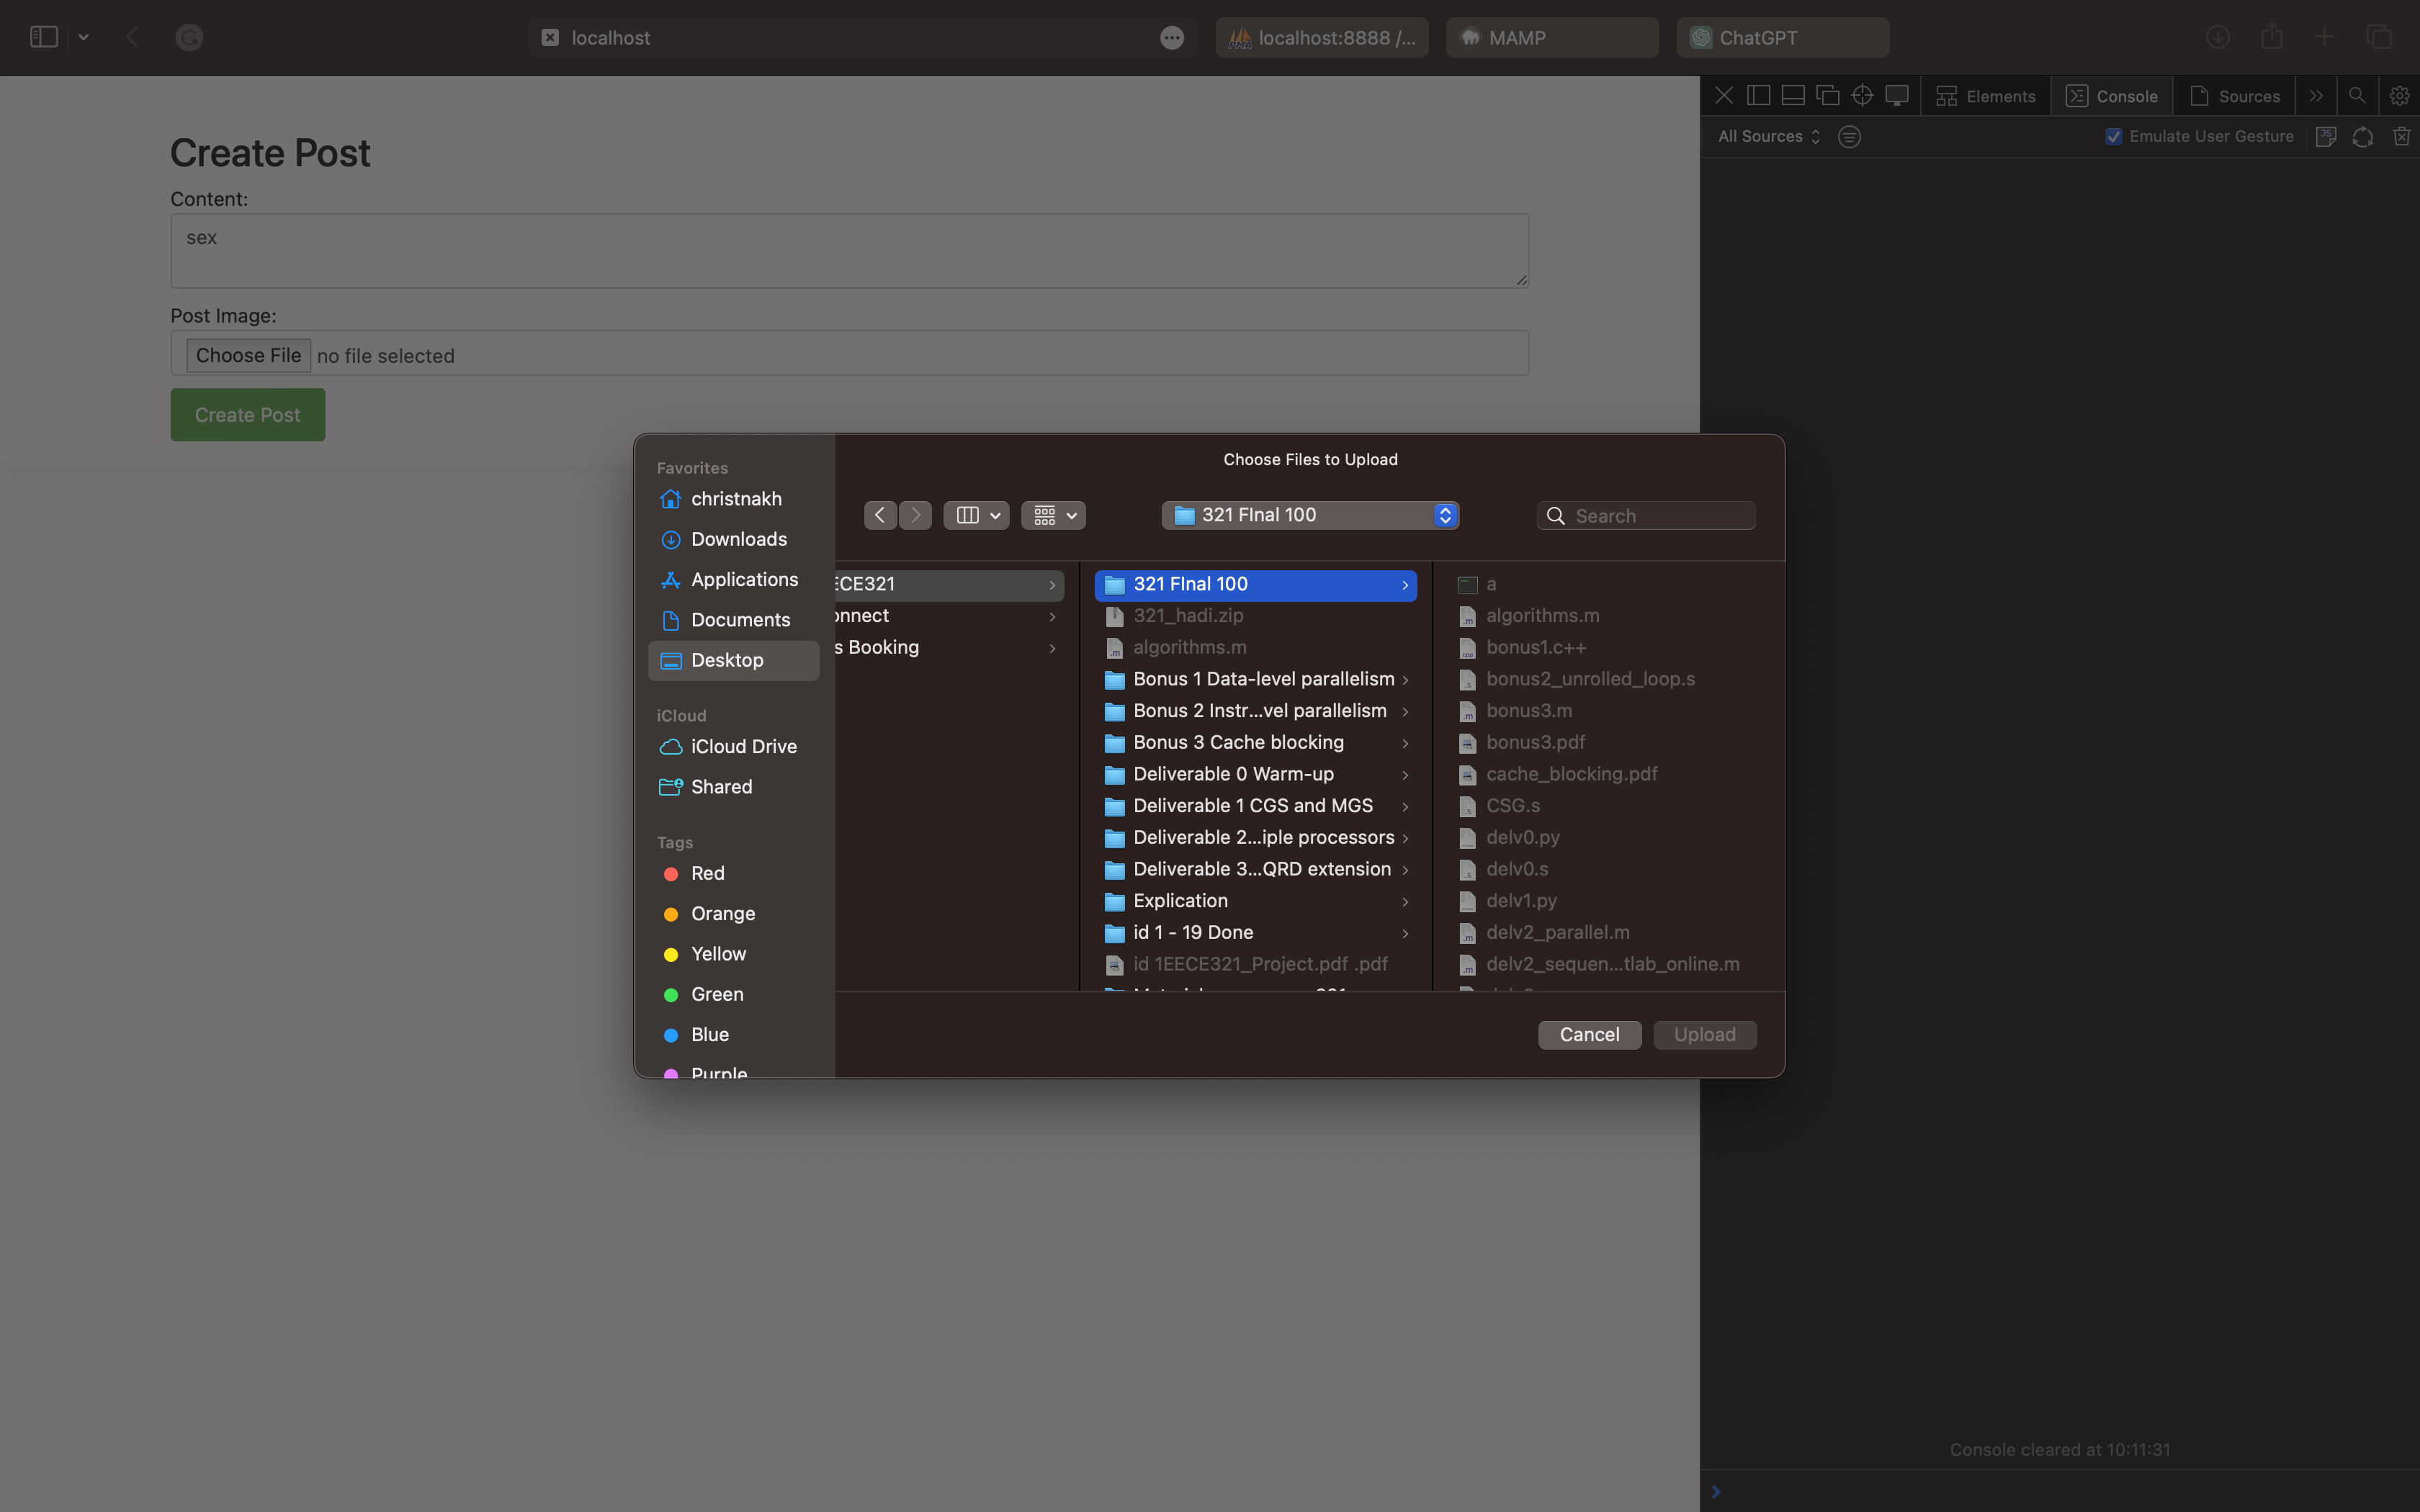 localhost
localhost:8888 /...
MAMP
ChatGPT
Elements
Console
Sources
All Sources
Emulate User Gesture
Create Post
Content:
sex
Post Image:
Choose File no file selected
Create Post
Choose Files to Upload
321 FInal 100
Search
Favorites
christnakh
Downloads
Applications
Documents
Desktop
iCloud
iCloud Drive
Shared
Tags
Red
Orange
Yellow
Green
Blue
Purple
ECE321
onnect
s Booking
321 FInal 100
321_hadi.zip
algorithms.m
Bonus 1 Data-level parallelism
Bonus 2 Instr...vel parallelism
Bonus 3 Cache blocking
Deliverable 0 Warm-up
Deliverable 1 CGS and MGS
Deliverable 2...iple processors
Deliverable 3...QRD extension
Explication
id 1 - 19 Done
id 1EECE321_Project.pdf .pdf
a
algorithms.m
bonus1.c++
bonus2_unrolled_loop.s
bonus3.m
bonus3.pdf
cache_blocking.pdf
CSG.s
delv0.py
delv0.s
delv1.py
delv2_parallel.m
delv2_sequen...tlab_online.m
Cancel
Upload
Console cleared at 10:11:31